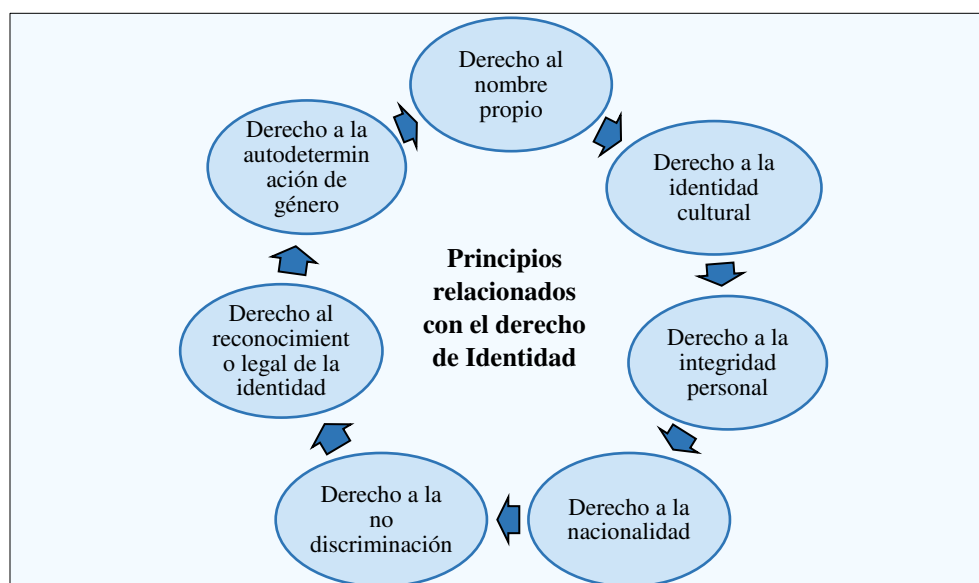 Derecho al
nombre
propio
Derecho a la
identidad
cultural
Derecho a la
integridad
personal
Derecho a la
nacionalidad
Derecho a la
no
discriminación
Derecho al
reconocimient
o legal de la
identidad
Derecho a la
autodetermin
ación de
género
Principios
relacionados
con el derecho
de Identidad